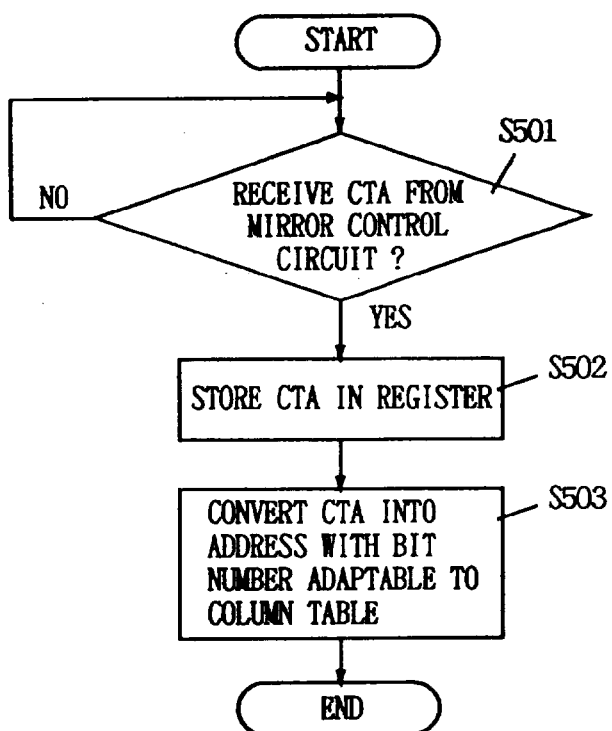 START
S501
NO
RECEIVE CTA FROM
MIRROR CONTROL
CIRCUIT ?
YES
S502
STORE CTA IN REGISTER
S503
CONVERT CTA INTO
ADDRESS WITH BIT
NUMBER ADAPTABLE TO
COLUMN TABLE
END